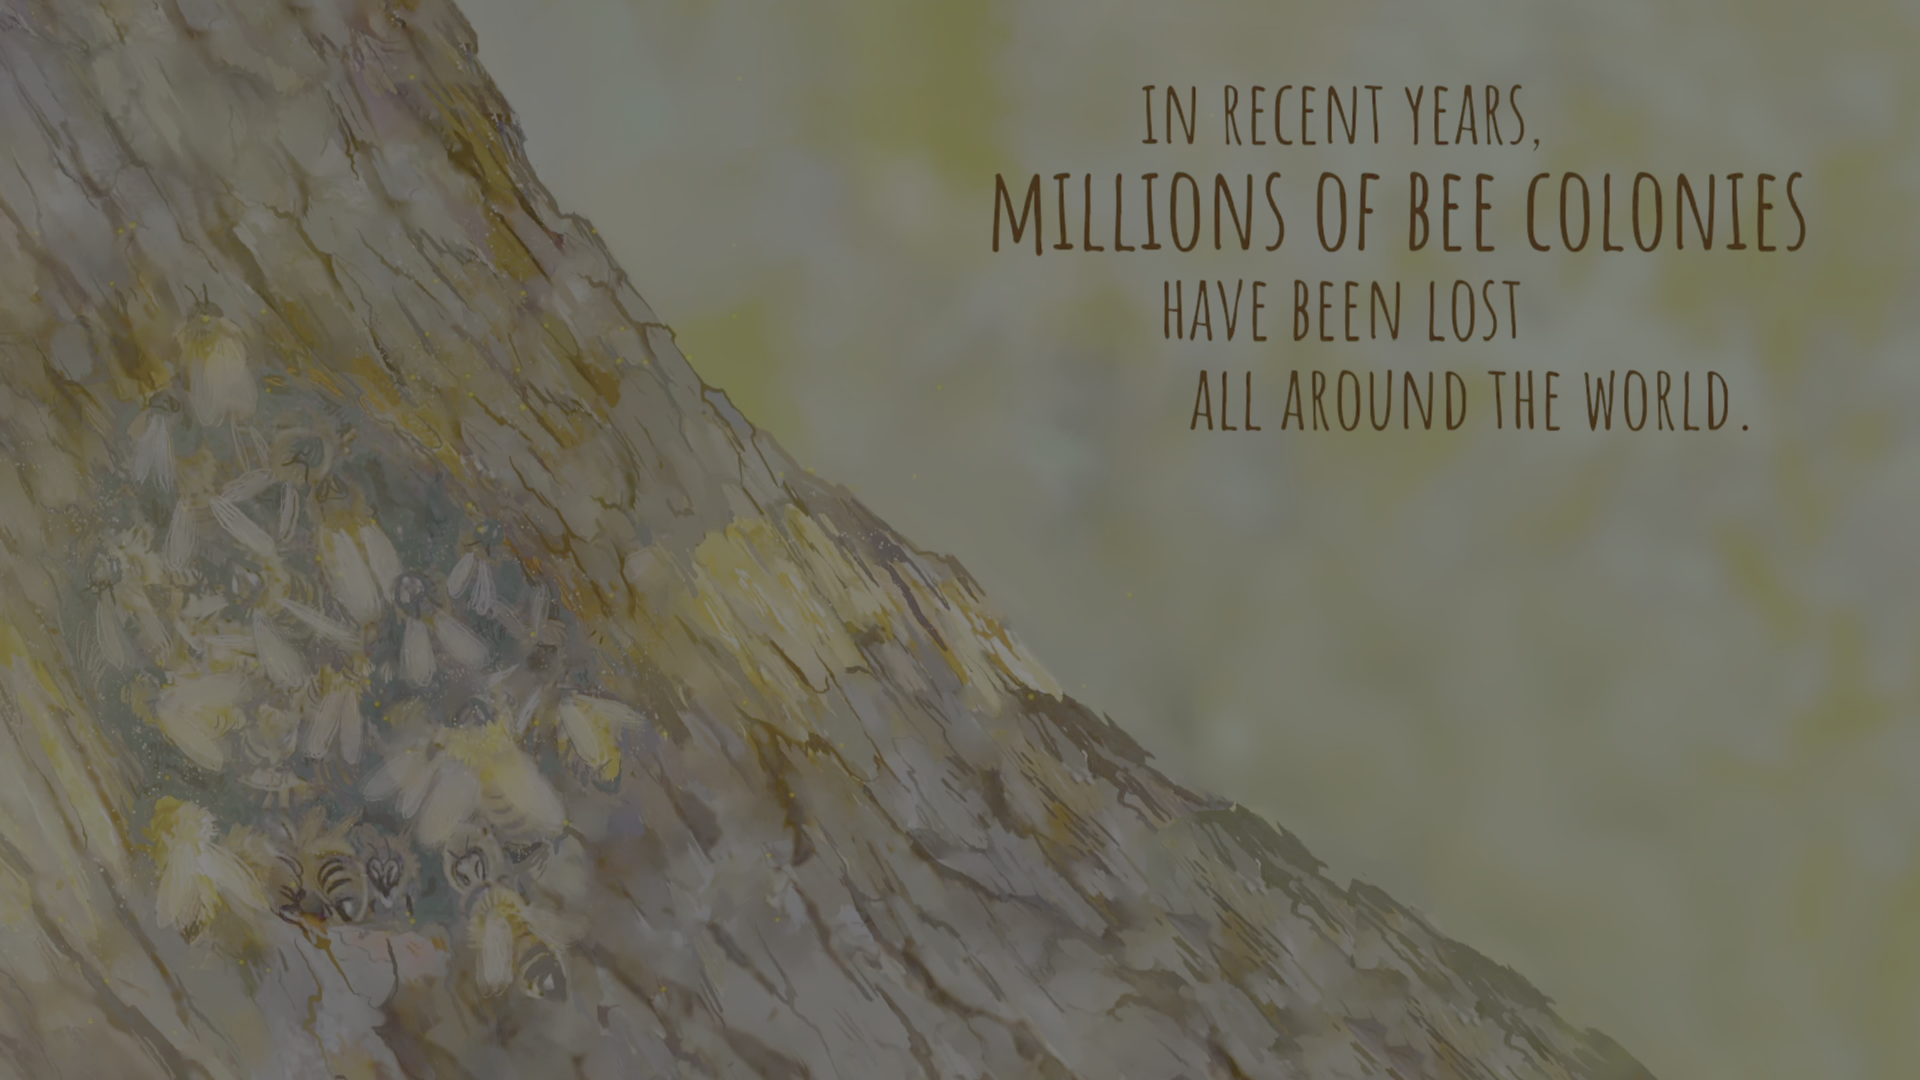 IN RECENT YEARS,
MILLIONS OF BEE COLONIES
HAVE BEEN LOST
ALL AROUND THE WORLD.